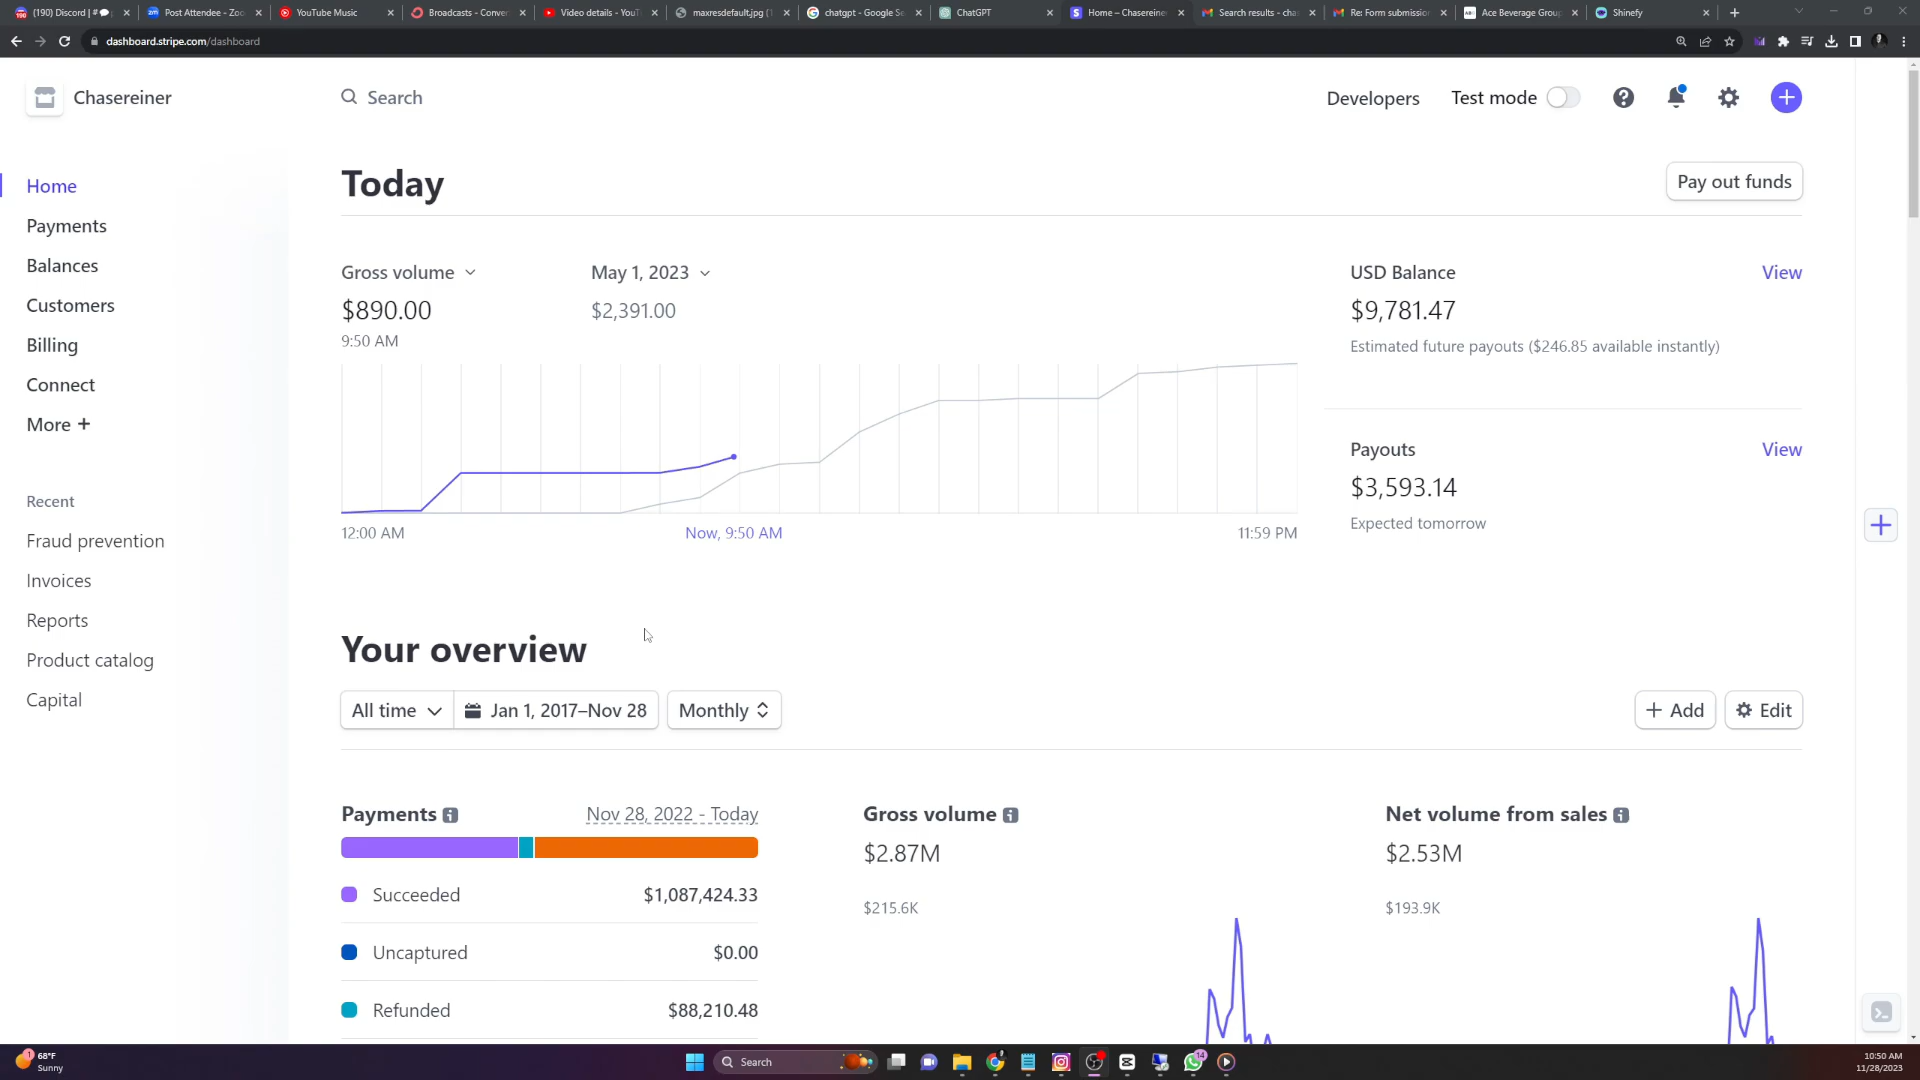 (190) Discord | #
Post Attendee - Zoo
YouTube Music
Broadcasts - Conver
Video details - YouT
maxresdefault.jpg (1
chatgpt - Google Se
ChatGPT
Home – Chasereine
Search results - cha
Re: Form submissio
Ace Beverage Group
Shinefy
dashboard.stripe.com/dashboard
Chasereiner
Search
Developers
Test mode
Home
Payments
Balances
Customers
Billing
Connect
More +
Recent
Fraud prevention
Invoices
Reports
Product catalog
Capital
Today
Pay out funds
Gross volume
$890.00
9:50 AM
May 1, 2023
$2,391.00
12:00 AM
Now, 9:50 AM
11:59 PM
USD Balance
View
$9,781.47
Estimated future payouts ($246.85 available instantly)
Payouts
View
$3,593.14
Expected tomorrow
Your overview
All time
Jan 1, 2017–Nov 28
Monthly
+ Add
Edit
Payments
Nov 28, 2022 - Today
Succeeded $1,087,424.33
Uncaptured $0.00
Refunded $88,210.48
Gross volume
$2.87M
$215.6K
Net volume from sales
$2.53M
$193.9K
1
68°F
Sunny
Search
14
10:50 AM
11/28/2023